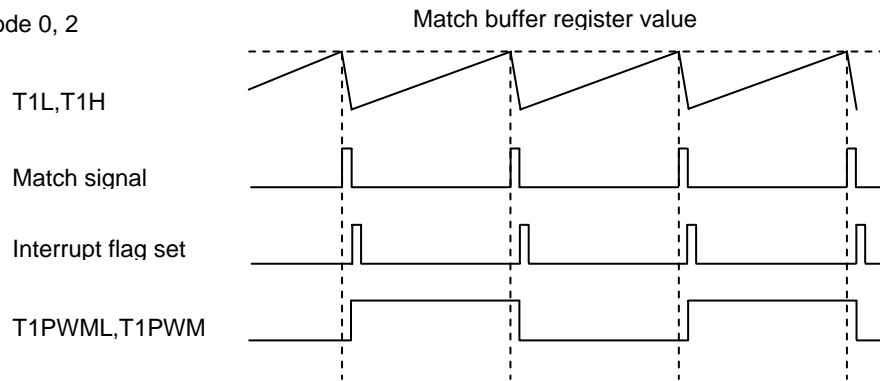 ode 0, 2
Match buffer register value
T1L,T1H
Match signal
Interrupt flag set
T1PWML,T1PWM